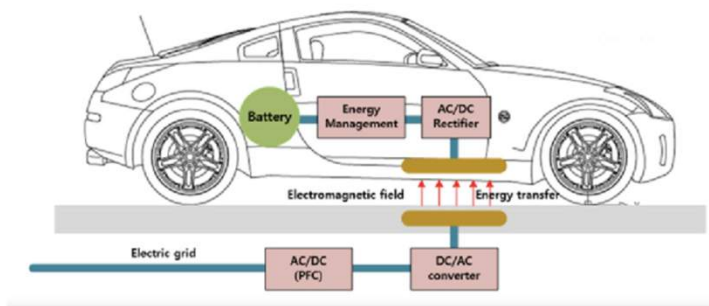 Battery
Energy
Management
AC/DC
Rectifier
Electromagnetic field
Energy transfer
Electric grid
AC/DC
(PFC)
DC/AC
converter